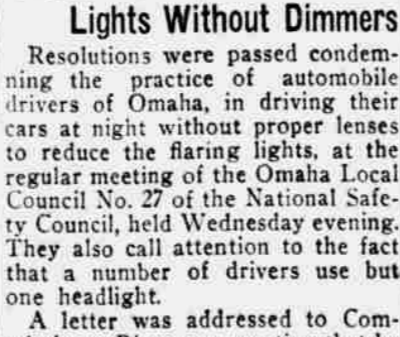 Lights Without Dimmers
Resolutions were passed condem-
ning the practice of automobile
drivers of Omaha, in driving their
cars at night without proper lenses
to reduce the flaring lights, at the
regular meeting of the Omaha Local
Council No. 27 of the National Safe-
ty Council, held Wednesday evening.
They also call attention to the fact
that a number of drivers use but
one headlight.
A letter was addressed to Com-